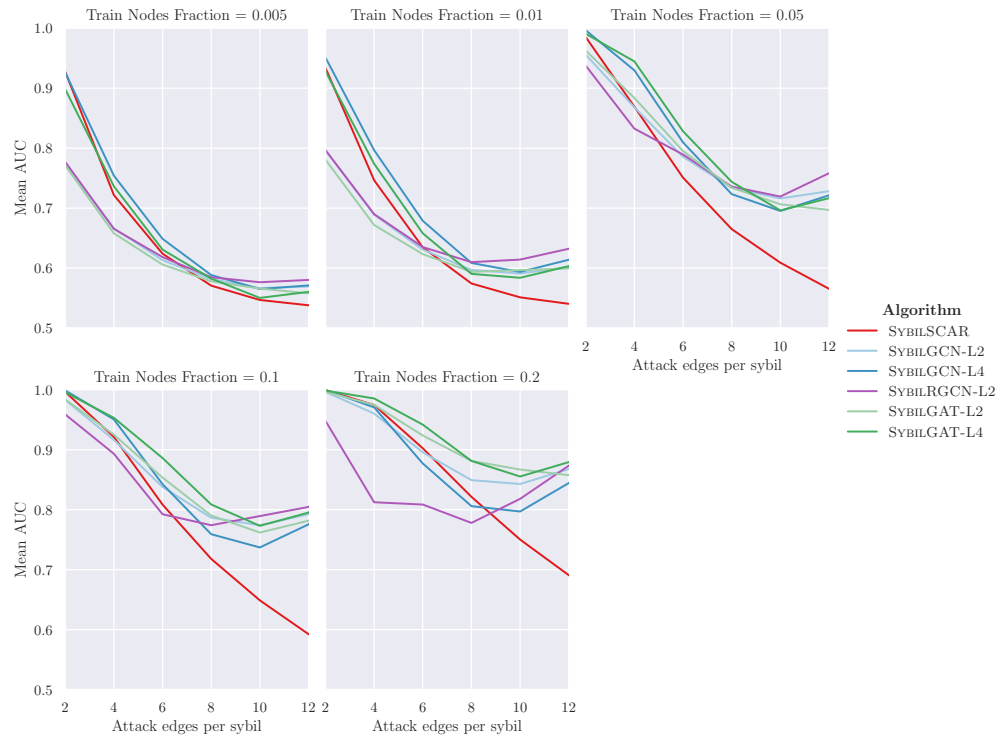 Train Nodes Fraction = 0.005
Train Nodes Fraction = 0.01
Train Nodes Fraction = 0.05
1.0
0.9
0.8
0.7
0.6
0.5
Mean AUC
2 4 6 8 10 12
Attack edges per sybil
Algorithm
SYBILSCAR
SYBILGCN-L2
SYBILGCN-L4
SYBILRGCN-L2
SYBILGAT-L2
SYBILGAT-L4
Train Nodes Fraction = 0.1
Train Nodes Fraction = 0.2
1.0
0.9
0.8
0.7
0.6
0.5
Mean AUC
2 4 6 8 10 12
2 4 6 8 10 12
Attack edges per sybil
Attack edges per sybil